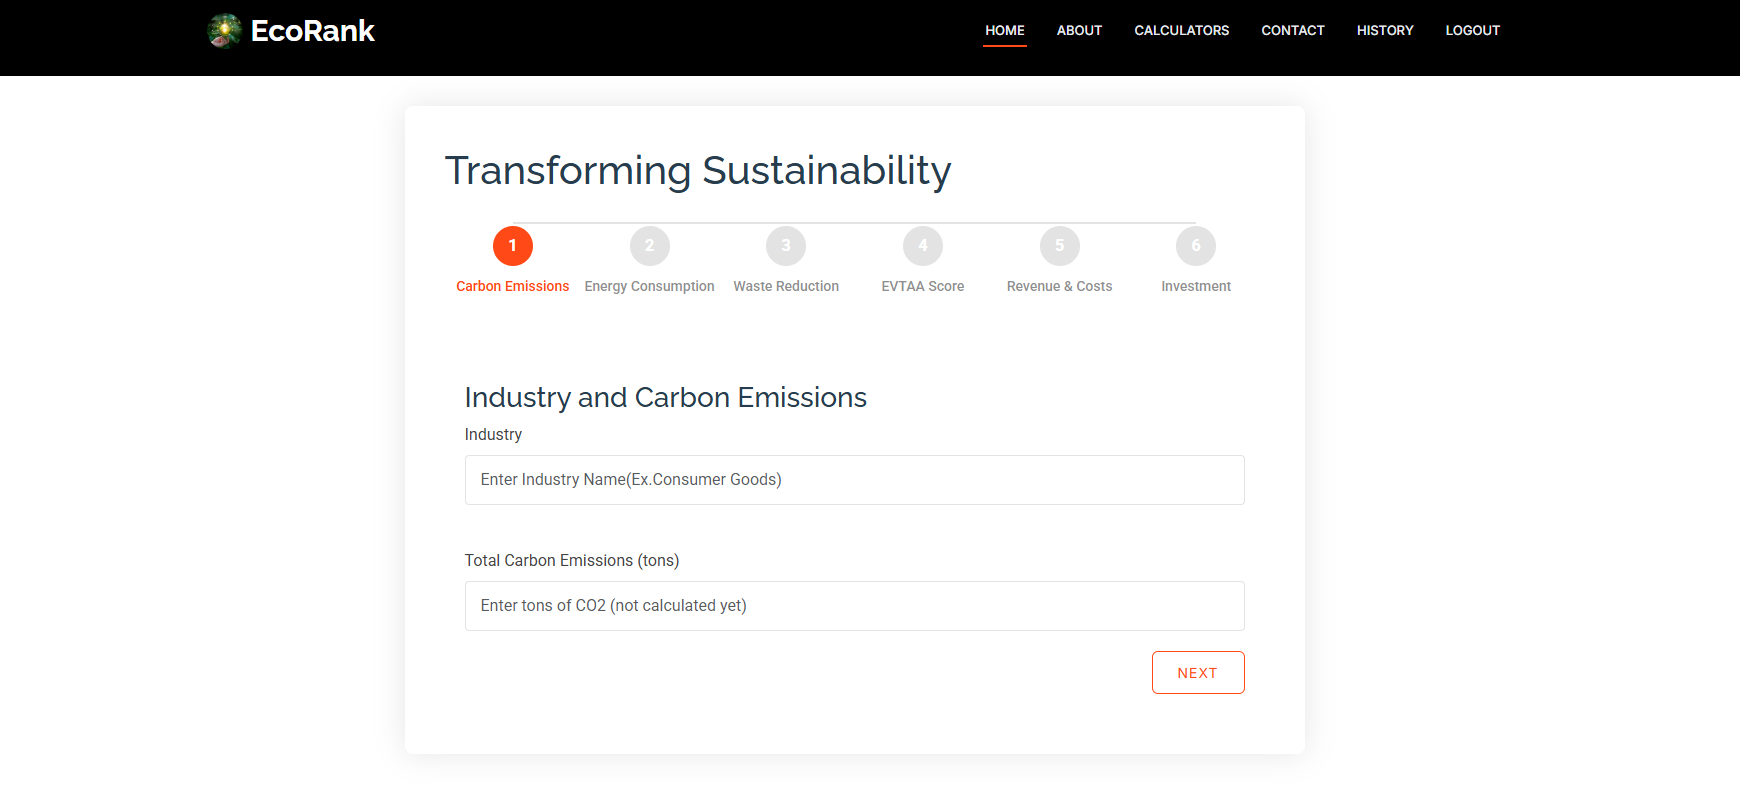 EcoRank
HOME ABOUT CALCULATORS CONTACT HISTORY LOGOUT
Transforming Sustainability
1 2 3 4 5 6
Carbon Emissions Energy Consumption Waste Reduction EVTAA Score Revenue & Costs Investment
Industry and Carbon Emissions
Industry
Enter Industry Name(Ex.Consumer Goods)
Total Carbon Emissions (tons)
Enter tons of CO2 (not calculated yet)
NEXT